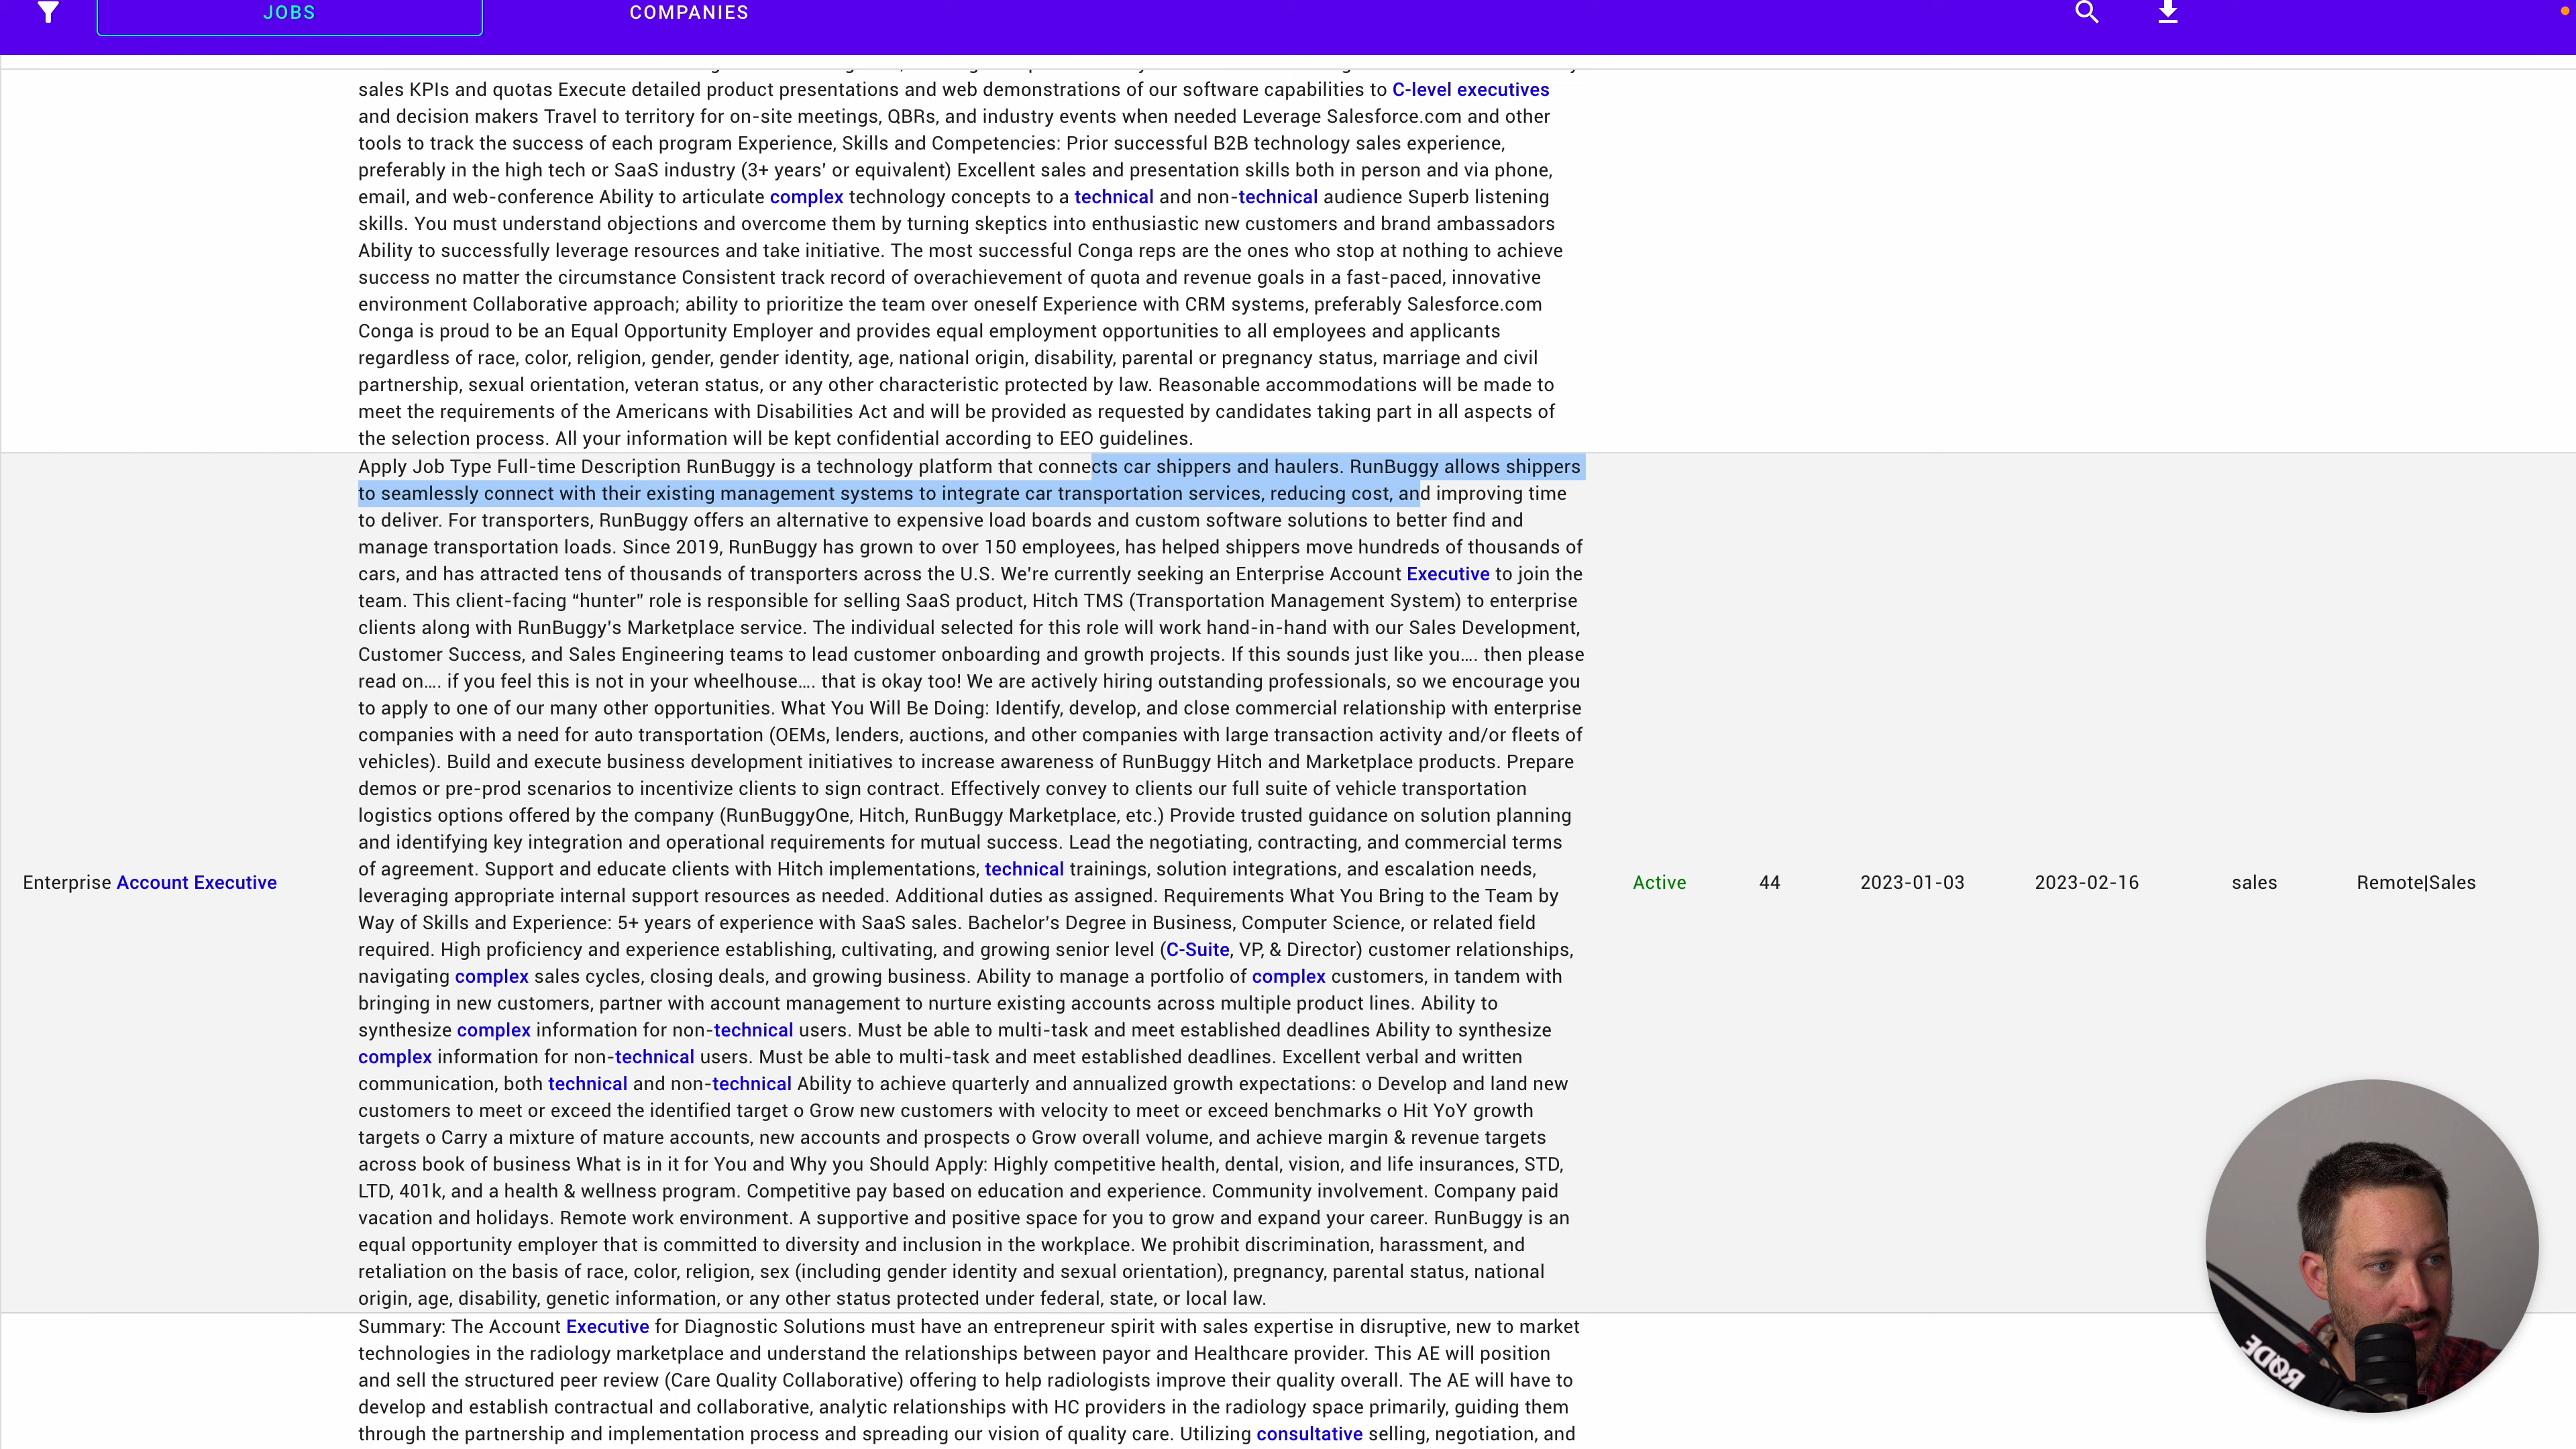 JOBS
COMPANIES
sales KPIs and quotas Execute detailed product presentations and web demonstrations of our software capabilities to C-level executives
and decision makers Travel to territory for on-site meetings, QBRs, and industry events when needed Leverage Salesforce.com and other
tools to track the success of each program Experience, Skills and Competencies: Prior successful B2B technology sales experience,
preferably in the high tech or SaaS industry (3+ years’ or equivalent) Excellent sales and presentation skills both in person and via phone,
email, and web-conference Ability to articulate complex technology concepts to a technical and non-technical audience Superb listening
skills. You must understand objections and overcome them by turning skeptics into enthusiastic new customers and brand ambassadors
Ability to successfully leverage resources and take initiative. The most successful Conga reps are the ones who stop at nothing to achieve
success no matter the circumstance Consistent track record of overachievement of quota and revenue goals in a fast-paced, innovative
environment Collaborative approach; ability to prioritize the team over oneself Experience with CRM systems, preferably Salesforce.com
Conga is proud to be an Equal Opportunity Employer and provides equal employment opportunities to all employees and applicants
regardless of race, color, religion, gender, gender identity, age, national origin, disability, parental or pregnancy status, marriage and civil
partnership, sexual orientation, veteran status, or any other characteristic protected by law. Reasonable accommodations will be made to
meet the requirements of the Americans with Disabilities Act and will be provided as requested by candidates taking part in all aspects of
the selection process. All your information will be kept confidential according to EEO guidelines.
Apply Job Type Full-time Description RunBuggy is a technology platform that connects car shippers and haulers. RunBuggy allows shippers
to seamlessly connect with their existing management systems to integrate car transportation services, reducing cost, and improving time
to deliver. For transporters, RunBuggy offers an alternative to expensive load boards and custom software solutions to better find and
manage transportation loads. Since 2019, RunBuggy has grown to over 150 employees, has helped shippers move hundreds of thousands of
cars, and has attracted tens of thousands of transporters across the U.S. We’re currently seeking an Enterprise Account Executive to join the
team. This client-facing “hunter” role is responsible for selling SaaS product, Hitch TMS (Transportation Management System) to enterprise
clients along with RunBuggy’s Marketplace service. The individual selected for this role will work hand-in-hand with our Sales Development,
Customer Success, and Sales Engineering teams to lead customer onboarding and growth projects. If this sounds just like you…. then please
read on…. if you feel this is not in your wheelhouse…. that is okay too! We are actively hiring outstanding professionals, so we encourage you
to apply to one of our many other opportunities. What You Will Be Doing: Identify, develop, and close commercial relationship with enterprise
companies with a need for auto transportation (OEMs, lenders, auctions, and other companies with large transaction activity and/or fleets of
vehicles). Build and execute business development initiatives to increase awareness of RunBuggy Hitch and Marketplace products. Prepare
demos or pre-prod scenarios to incentivize clients to sign contract. Effectively convey to clients our full suite of vehicle transportation
logistics options offered by the company (RunBuggyOne, Hitch, RunBuggy Marketplace, etc.) Provide trusted guidance on solution planning
and identifying key integration and operational requirements for mutual success. Lead the negotiating, contracting, and commercial terms
of agreement. Support and educate clients with Hitch implementations, technical trainings, solution integrations, and escalation needs,
Enterprise Account Executive
Active
44
2023-01-03
2023-02-16
sales
Remote|Sales
leveraging appropriate internal support resources as needed. Additional duties as assigned. Requirements What You Bring to the Team by
Way of Skills and Experience: 5+ years of experience with SaaS sales. Bachelor’s Degree in Business, Computer Science, or related field
required. High proficiency and experience establishing, cultivating, and growing senior level (C-Suite, VP, & Director) customer relationships,
navigating complex sales cycles, closing deals, and growing business. Ability to manage a portfolio of complex customers, in tandem with
bringing in new customers, partner with account management to nurture existing accounts across multiple product lines. Ability to
synthesize complex information for non-technical users. Must be able to multi-task and meet established deadlines Ability to synthesize
complex information for non-technical users. Must be able to multi-task and meet established deadlines. Excellent verbal and written
communication, both technical and non-technical Ability to achieve quarterly and annualized growth expectations: o Develop and land new
customers to meet or exceed the identified target o Grow new customers with velocity to meet or exceed benchmarks o Hit YoY growth
targets o Carry a mixture of mature accounts, new accounts and prospects o Grow overall volume, and achieve margin & revenue targets
across book of business What is in it for You and Why you Should Apply: Highly competitive health, dental, vision, and life insurances, STD,
LTD, 401k, and a health & wellness program. Competitive pay based on education and experience. Community involvement. Company paid
vacation and holidays. Remote work environment. A supportive and positive space for you to grow and expand your career. RunBuggy is an
equal opportunity employer that is committed to diversity and inclusion in the workplace. We prohibit discrimination, harassment, and
retaliation on the basis of race, color, religion, sex (including gender identity and sexual orientation), pregnancy, parental status, national
origin, age, disability, genetic information, or any other status protected under federal, state, or local law.
Summary: The Account Executive for Diagnostic Solutions must have an entrepreneur spirit with sales expertise in disruptive, new to market
technologies in the radiology marketplace and understand the relationships between payor and Healthcare provider. This AE will position
and sell the structured peer review (Care Quality Collaborative) offering to help radiologists improve their quality overall. The AE will have to
develop and establish contractual and collaborative, analytic relationships with HC providers in the radiology space primarily, guiding them
through the partnership and implementation process and spreading our vision of quality care. Utilizing consultative selling, negotiation, and
RODE